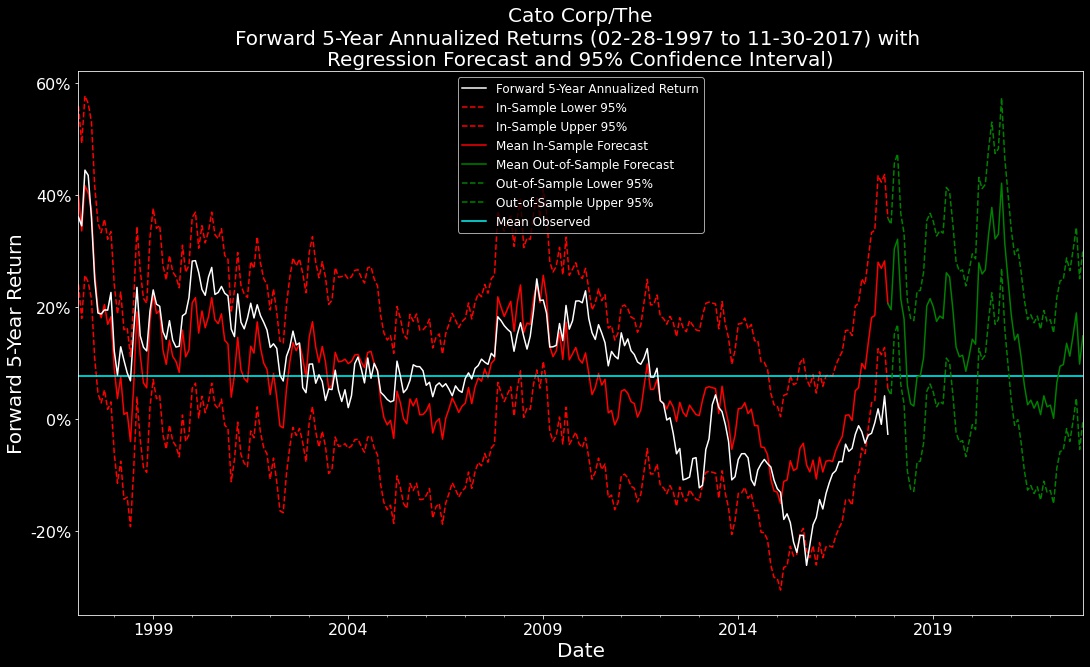 Cato Corp/The
Forward 5-Year Annualized Returns (02-28-1997 to 11-30-2017) with
Regression Forecast and 95% Confidence Interval)
Forward 5-Year Annualized Return
In-Sample Lower 95%
In-Sample Upper 95%
Mean In-Sample Forecast
Mean Out-of-Sample Forecast
Out-of-Sample Lower 95%
Out-of-Sample Upper 95%
Mean Observed
Forward 5-Year Return
60%
40%
20%
0%
-20%
1999
2004
2009
2014
2019
Date